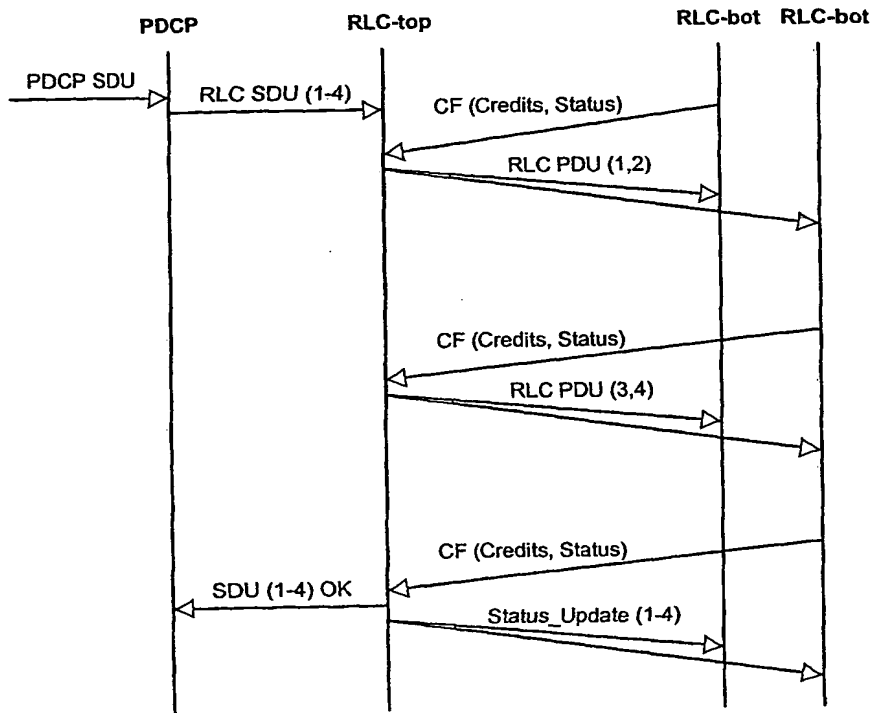 PDCP RLC-top RLC-bot RLC-bot
PDCP SDU
RLC SDU (1-4)
CF (Credits, Status)
RLC PDU (1,2)
CF (Credits, Status)
RLC PDU (3,4)
CF (Credits, Status)
SDU (1-4) OK
Status_Update (1-4)